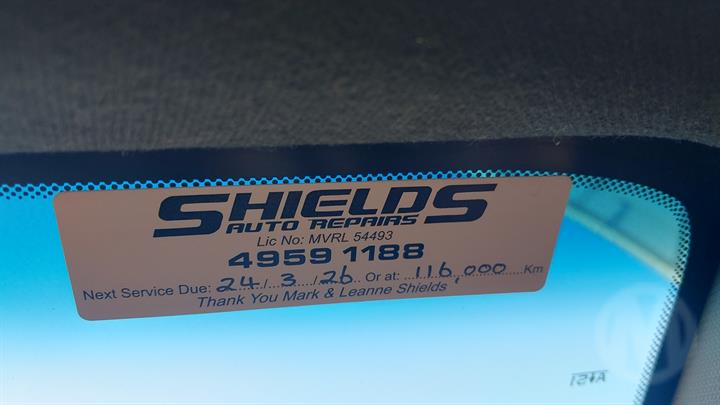 SHIELDS
AUTO REPAIRS
Lic No: MVRL 54493
4959 1188
Next Service Due: 24 / 3 / 26 Or at: 116,000 Km
Thank You Mark & Leanne Shields